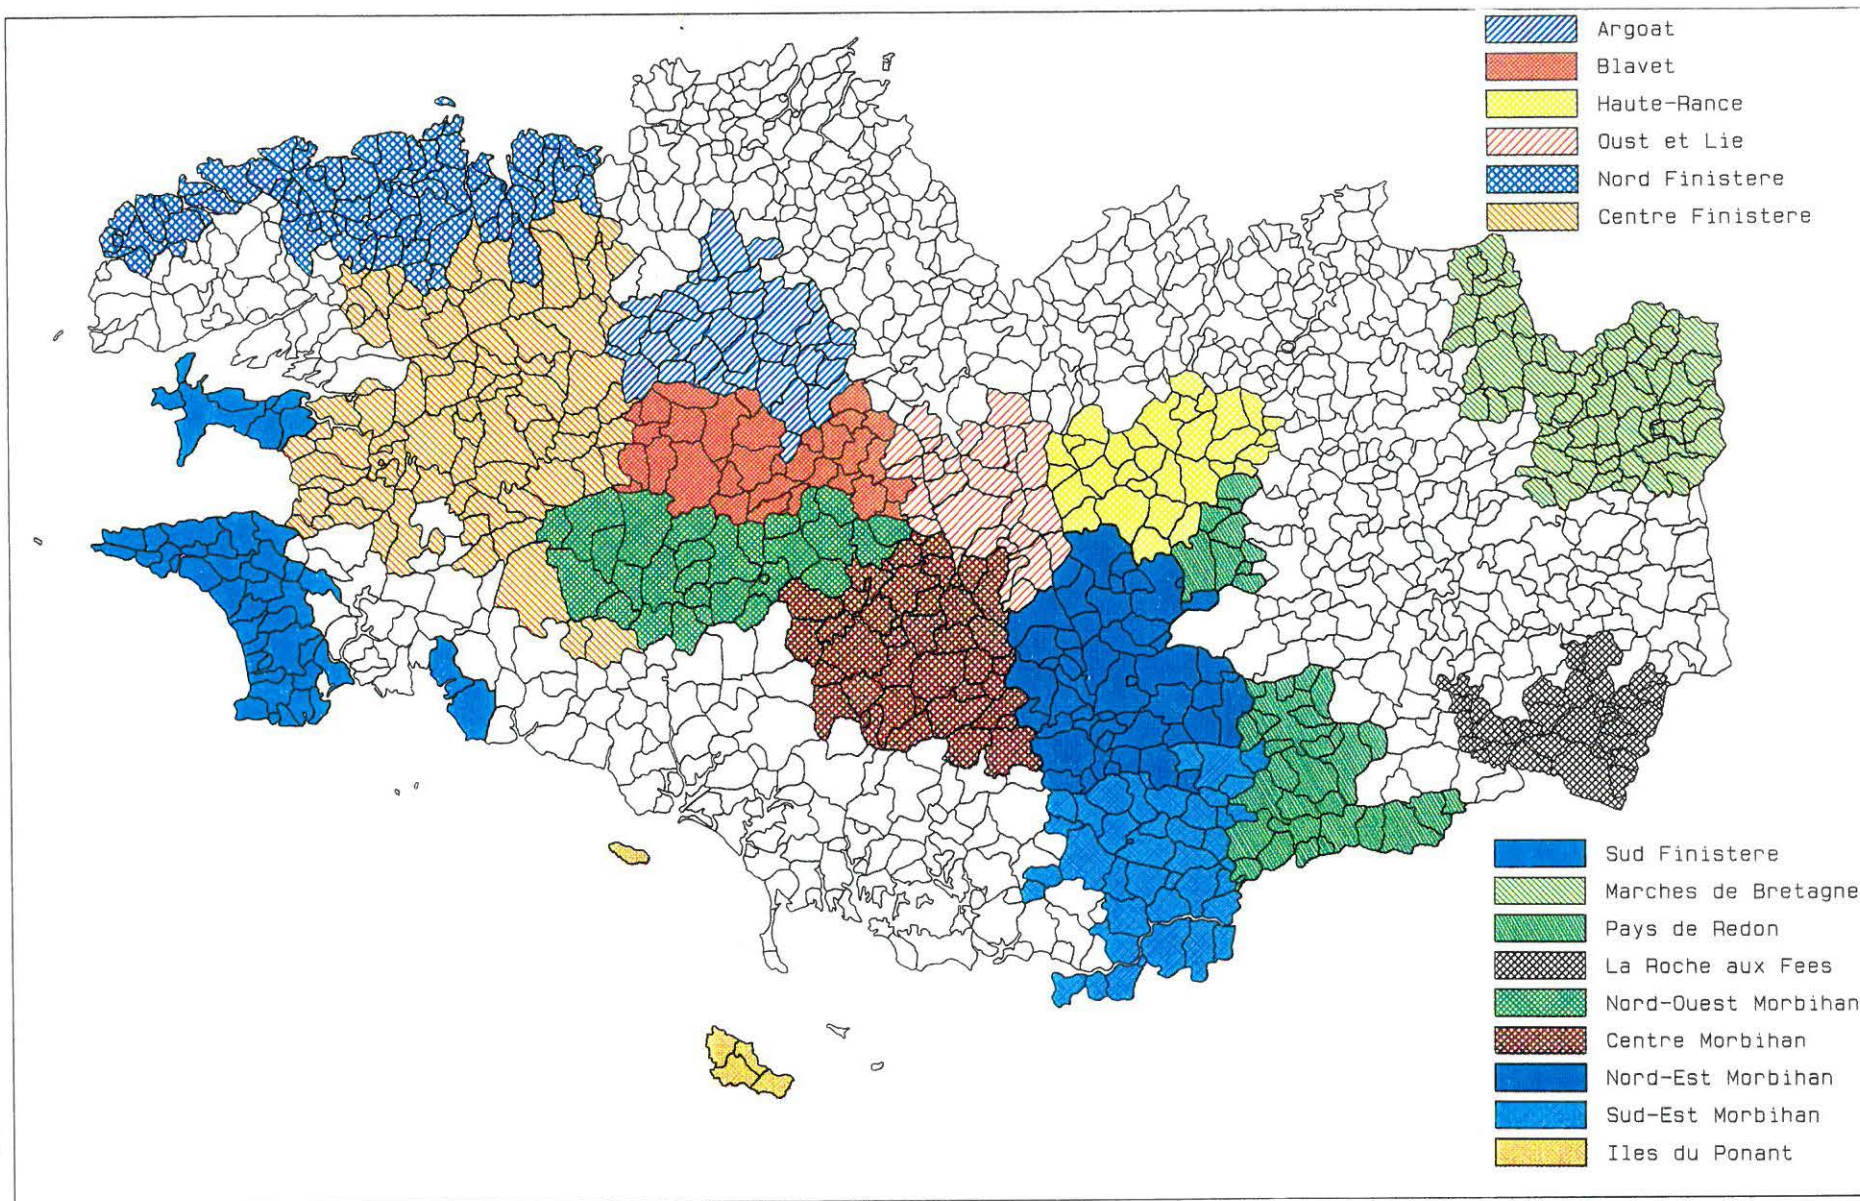 Argoat
Blavet
Haute-Rance
Oust et Lie
Nord Finistere
Centre Finistere
Sud Finistere
Marches de Bretagne
Pays de Redon
La Roche aux Fees
Nord-Ouest Morbihan
Centre Morbihan
Nord-Est Morbihan
Sud-Est Morbihan
Iles du Ponant